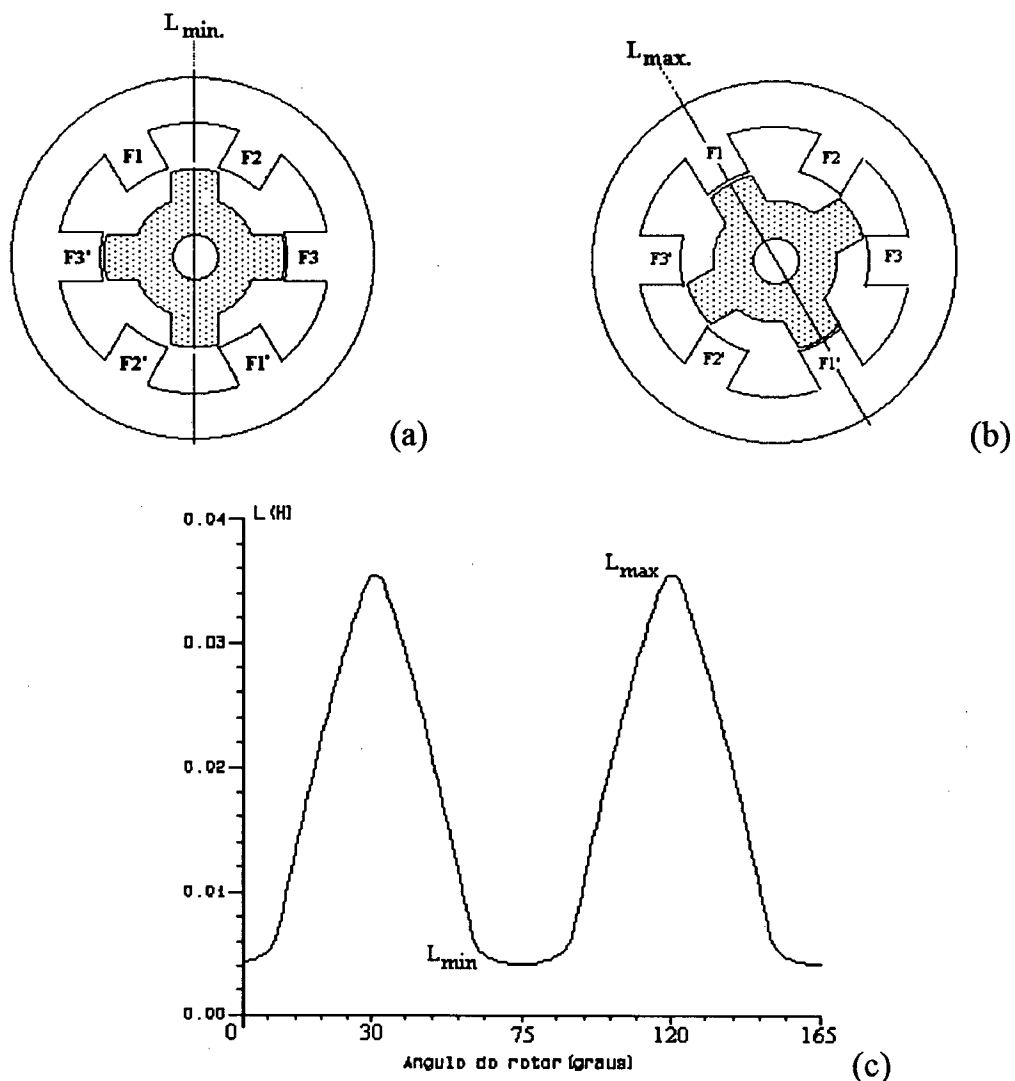 L min.
F1 F2
F3' F3
F2' F1'
(a)
L max.
F1 F2
F3' F3
F2' F1'
(b)
L (H)
0.04
0.03
0.02
0.01
0.00
L max
L min
0 30 75 120 165
Angulo do rotor (graus)
(c)